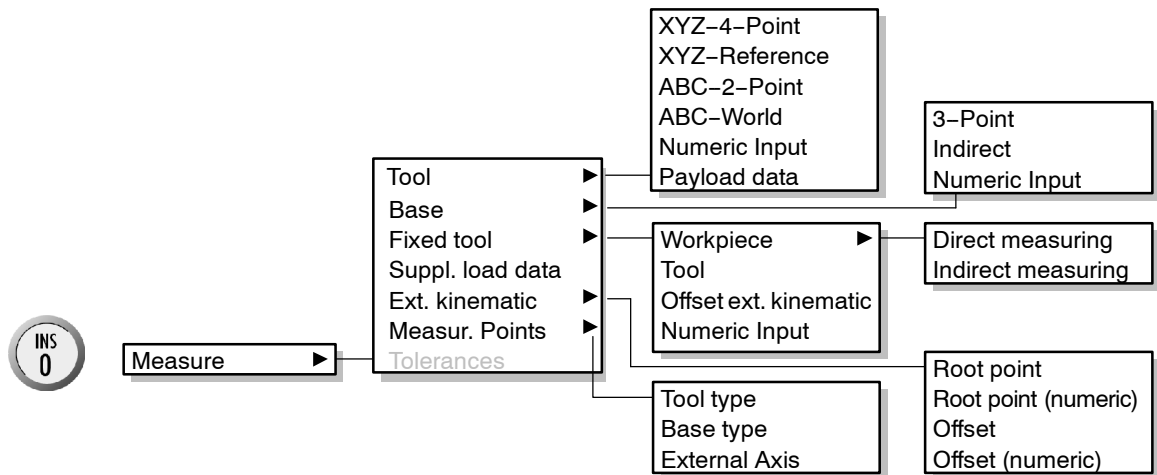 INS
0
Measure
Tool
Base
Fixed tool
Suppl. load data
Ext. kinematic
Measur. Points
Tolerances
XYZ–4–Point
XYZ–Reference
ABC–2–Point
ABC–World
Numeric Input
Payload data
3–Point
Indirect
Numeric Input
Workpiece
Tool
Offset ext. kinematic
Numeric Input
Direct measuring
Indirect measuring
Root point
Root point (numeric)
Offset
Offset (numeric)
Tool type
Base type
External Axis